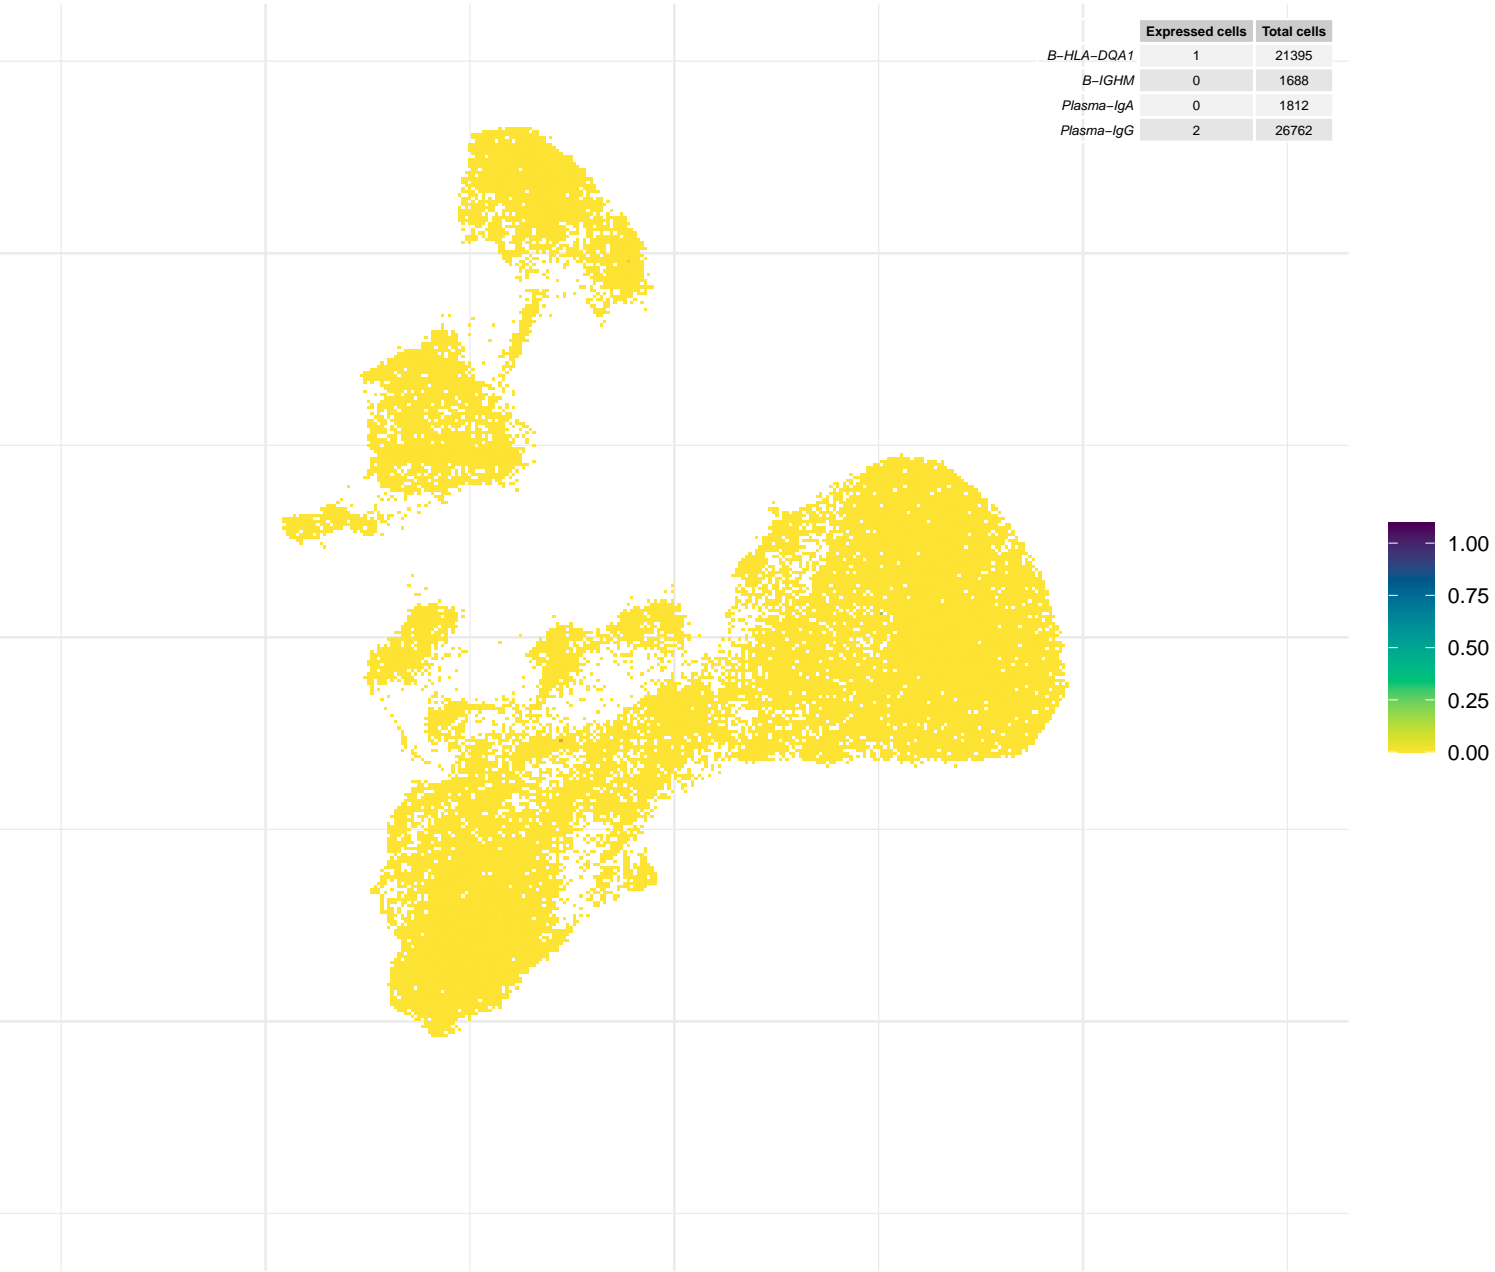 Expressed cells Total cells
B−HLA−DQA1 1 21395
B−IGHM 0 1688
Plasma−IgA 0 1812
Plasma−IgG 2 26762
1.00
0.75
0.50
0.25
0.00